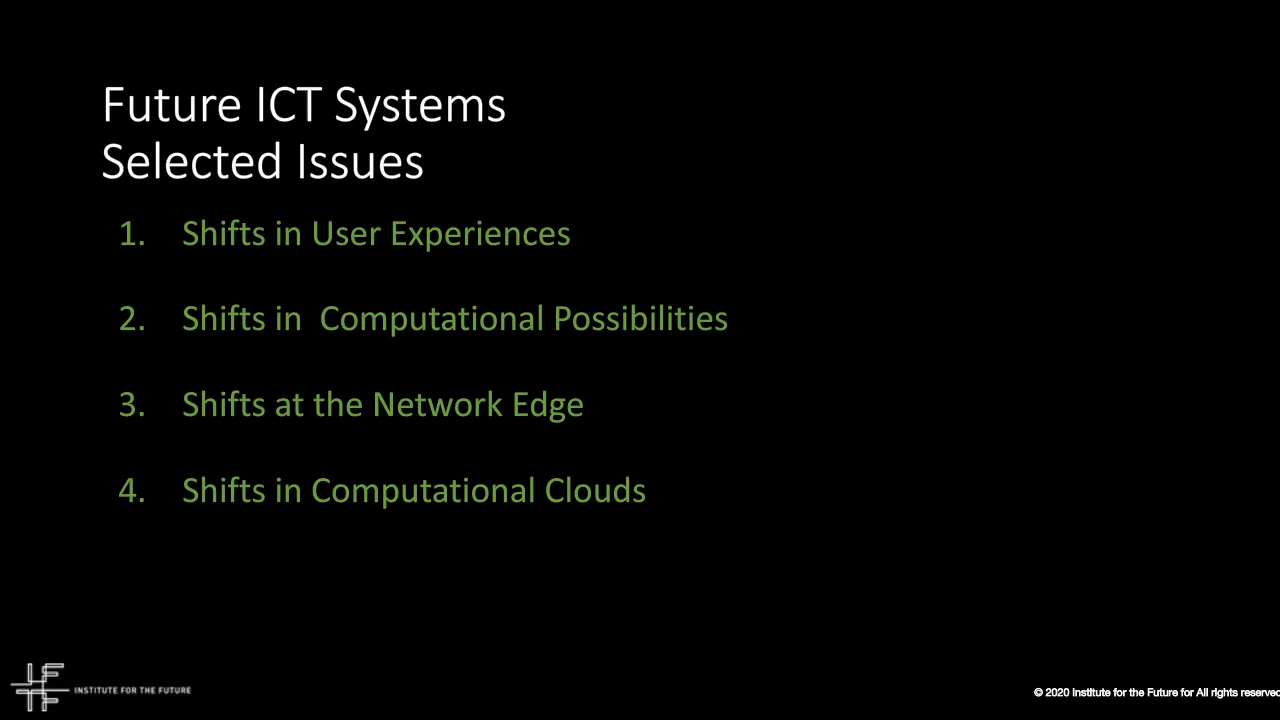 Future ICT Systems
Selected Issues
1. Shifts in User Experiences
2. Shifts in  Computational Possibilities
3. Shifts at the Network Edge
4. Shifts in Computational Clouds
INSTITUTE FOR THE FUTURE
© 2020 Institute for the Future for All rights reserved